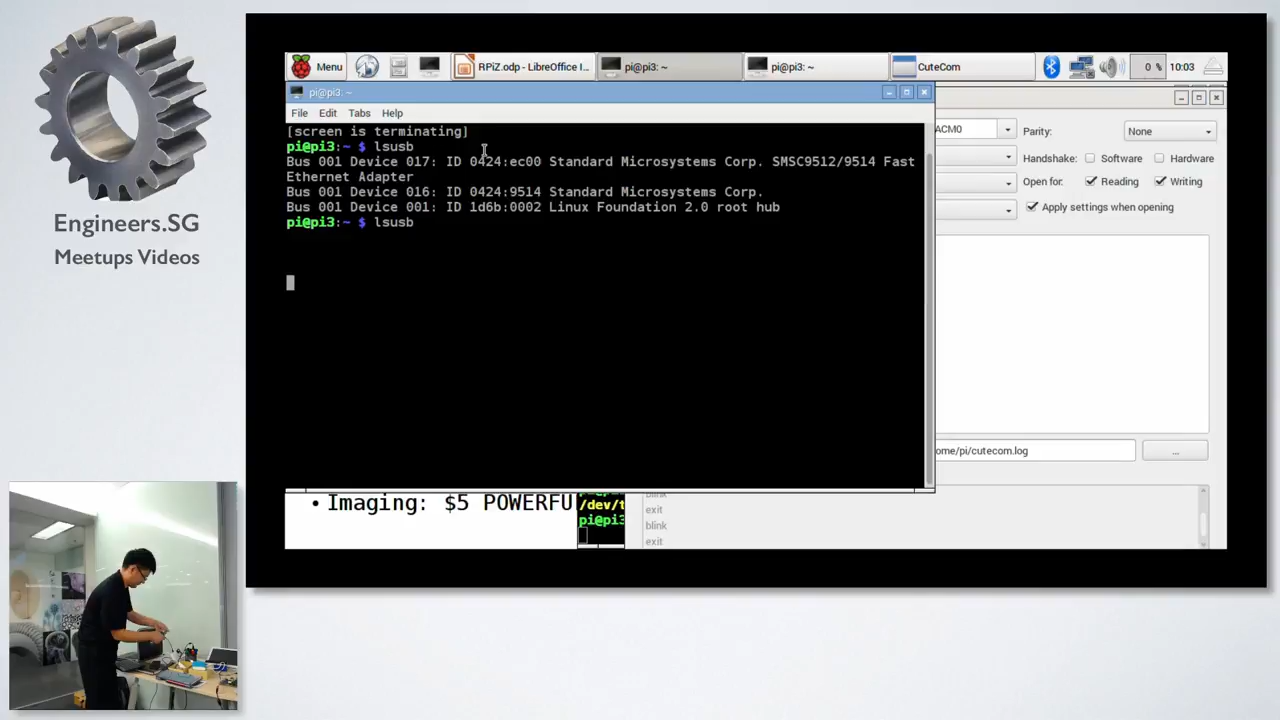 Engineers.SG
Meetups Videos
Menu
RPiZ.odp - LibreOffice I...
pi@pi3: ~
pi@pi3: ~
CuteCom
0 %
10:03
pi@pi3: ~
File Edit Tabs Help
[screen is terminating]
pi@pi3:~ $ lsusb
Bus 001 Device 017: ID 0424:ec00 Standard Microsystems Corp. SMSC9512/9514 Fast
Ethernet Adapter
Bus 001 Device 016: ID 0424:9514 Standard Microsystems Corp.
Bus 001 Device 001: ID 1d6b:0002 Linux Foundation 2.0 root hub
pi@pi3:~ $ lsusb
ACM0
Parity:
None
Handshake:
Software
Hardware
Open for:
Reading
Writing
Apply settings when opening
ome/pi/cutecom.log
...
• Imaging: $5 POWERFU
/dev/t
pi@pi3
blink
exit
blink
exit